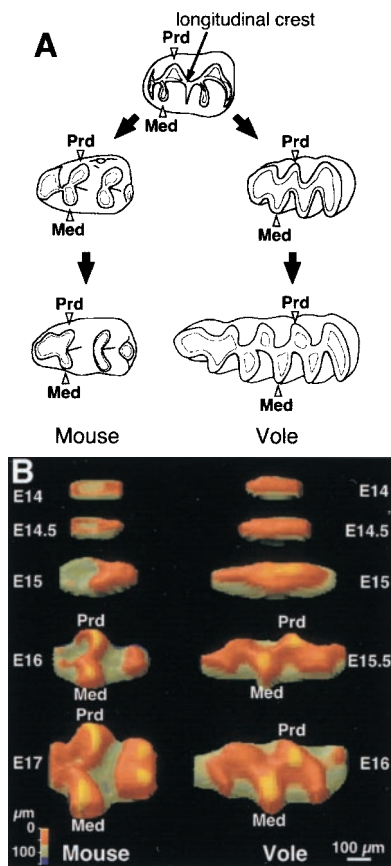 A
longitudinal crest
Prd
Med
Prd
Med
Prd
Med
Prd
Med
Prd
Med
Mouse Vole
B
E14 E14
E14.5 E14.5
E15 E15
Prd Prd
E16 E15.5
Med Med
Prd Prd
E17 E16
Med Med
µm
0
100
Mouse Vole 100 µm